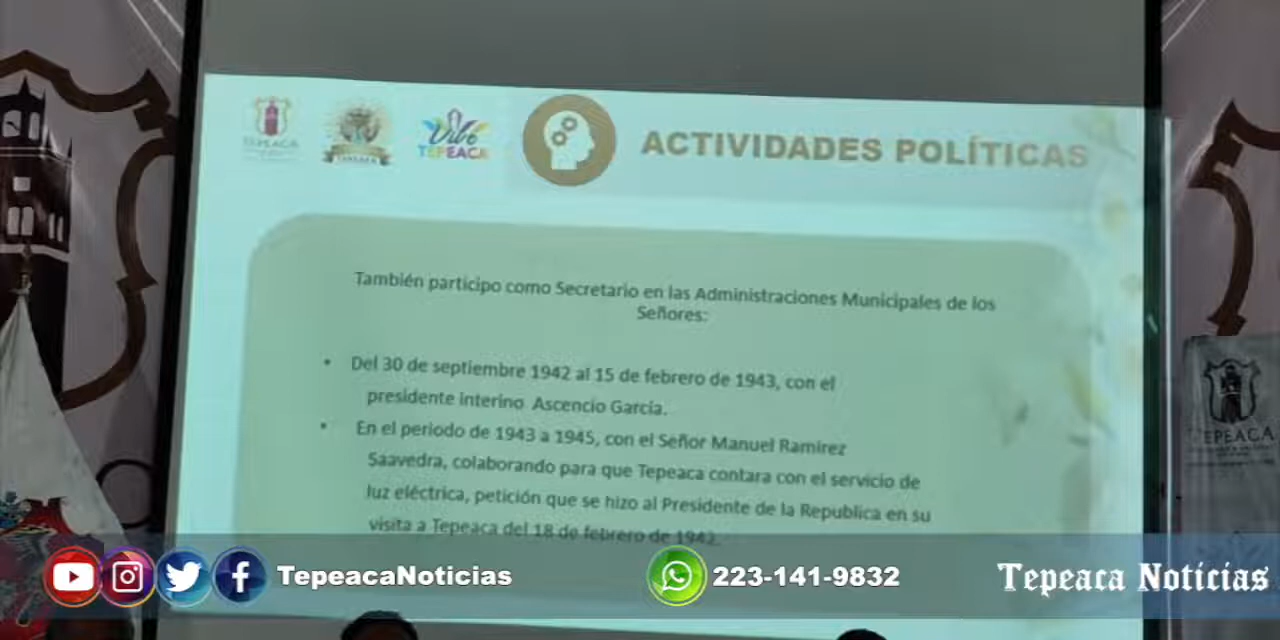 TEPEACA
TEPEACA
Vive
TEPEACA
ACTIVIDADES POLÍTICAS
También participo como Secretario en las Administraciones Municipales de los
Señores:
• Del 30 de septiembre 1942 al 15 de febrero de 1943, con el
presidente interino Ascencio García.
• En el periodo de 1943 a 1945, con el Señor Manuel Ramirez
Saavedra, colaborando para que Tepeaca contara con el servicio de
luz eléctrica, petición que se hizo al Presidente de la Republica en su
visita a Tepeaca del 18 de febrero de 1942.
TEPEACA
TepeacaNoticias
223-141-9832
Tepeaca Noticias